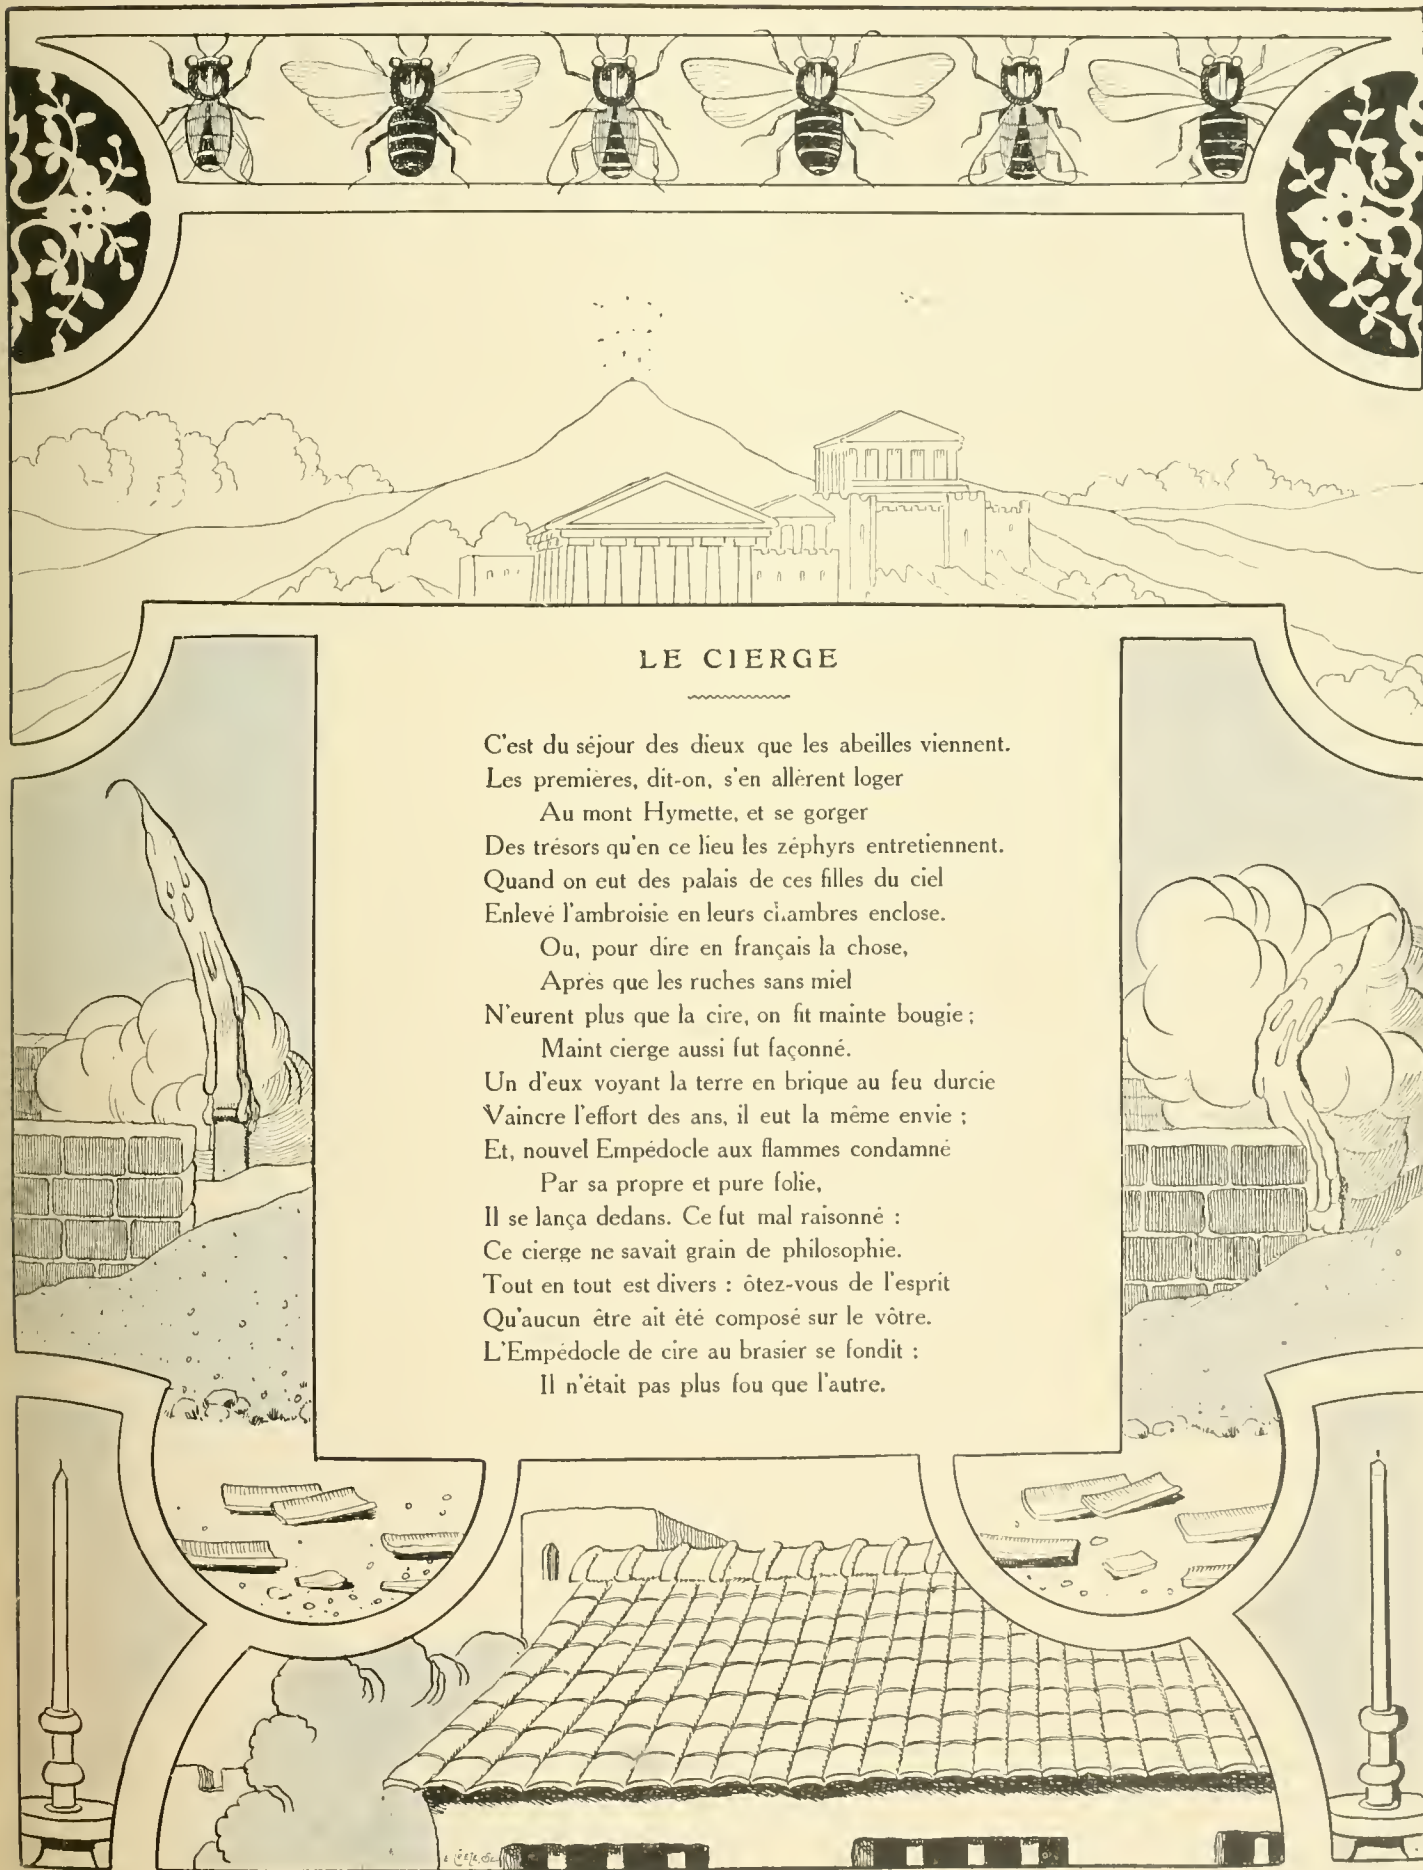 LE CIERGE
C'est du séjour des dieux que les abeilles viennent.
Les premières, dit-on, s'en allèrent loger
Au mont Hymette, et se gorger
Des trésors qu'en ce lieu les zéphyrs entretiennent.
Quand on eut des palais de ces filles du ciel
Enlevé l'ambroisie en leurs chambres enclose.
Ou, pour dire en français la chose,
Après que les ruches sans miel
N'eurent plus que la cire, on fit mainte bougie ;
Maint cierge aussi fut façonné.
Un d'eux voyant la terre en brique au feu durcie
Vaincre l'effort des ans, il eut la même envie ;
Et, nouvel Empédocle aux flammes condamné
Par sa propre et pure folie,
Il se lança dedans. Ce fut mal raisonné :
Ce cierge ne savait grain de philosophie.
Tout en tout est divers : ôtez-vous de l'esprit
Qu'aucun être ait été composé sur le vôtre.
L'Empédocle de cire au brasier se fondit :
Il n'était pas plus fou que l'autre.